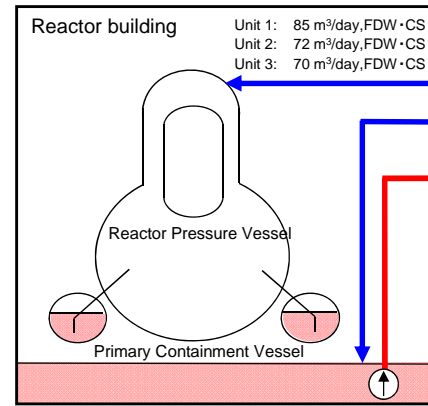 Reactor building
Unit 1: 85 m³/day,FDW・CS
Unit 2: 72 m³/day,FDW・CS
Unit 3: 70 m³/day,FDW・CS
Reactor Pressure Vessel
Primary Containment Vessel